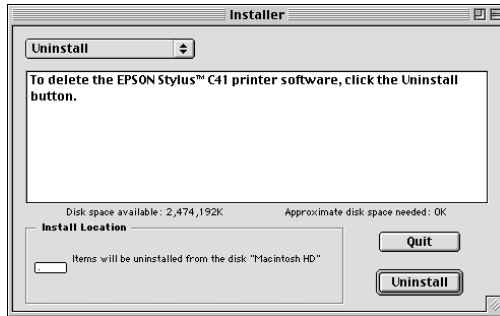 Installer
Uninstall
To delete the EPSON Stylus™ C41 printer software, click the Uninstall
button.
Disk space available: 2,474,192K Approximate disk space needed: 0K
Install Location
Items will be uninstalled from the disk "Macintosh HD"
Quit
Uninstall